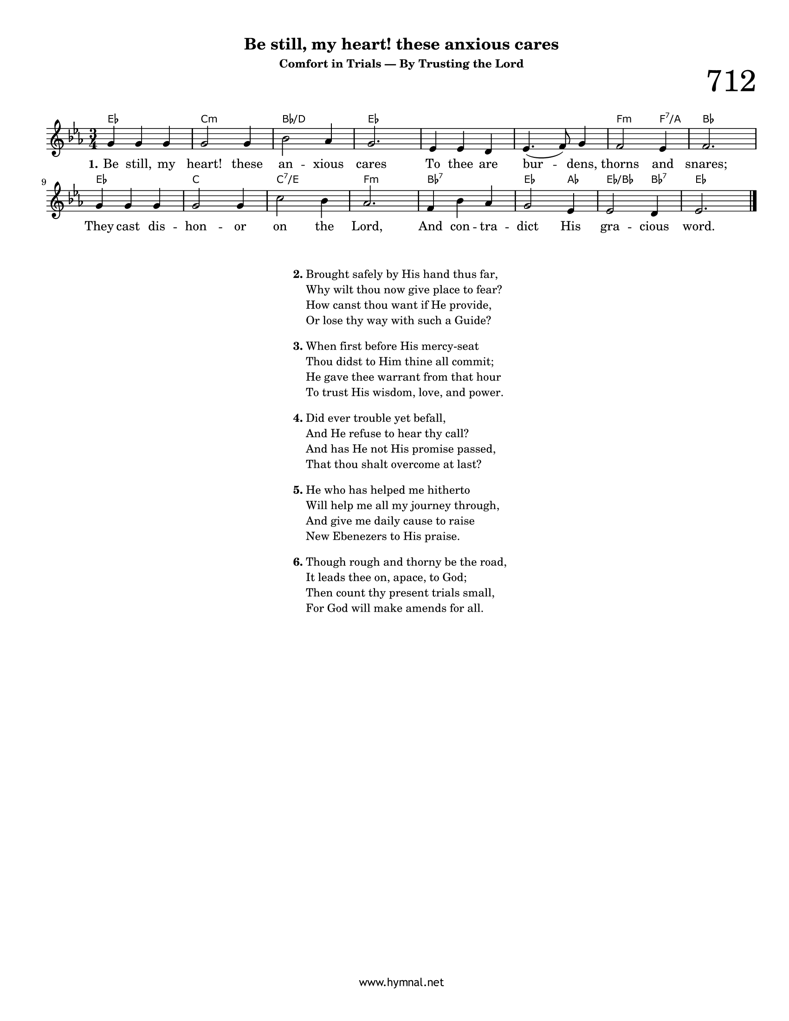 Be still, my heart! these anxious cares
Comfort in Trials — By Trusting the Lord
712
E♭ Cm B♭/D E♭ Fm F7/A B♭
3
4
1. Be still, my heart! these an - xious cares To thee are bur - dens, thorns and snares;
9
E♭ C C7/E Fm B♭7 E♭ A♭ E♭/B♭ B♭7 E♭
They cast dis - hon - or on the Lord, And con - tra - dict His gra - cious word.
2. Brought safely by His hand thus far,
Why wilt thou now give place to fear?
How canst thou want if He provide,
Or lose thy way with such a Guide?
3. When first before His mercy-seat
Thou didst to Him thine all commit;
He gave thee warrant from that hour
To trust His wisdom, love, and power.
4. Did ever trouble yet befall,
And He refuse to hear thy call?
And has He not His promise passed,
That thou shalt overcome at last?
5. He who has helped me hitherto
Will help me all my journey through,
And give me daily cause to raise
New Ebenezers to His praise.
6. Though rough and thorny be the road,
It leads thee on, apace, to God;
Then count thy present trials small,
For God will make amends for all.
www.hymnal.net